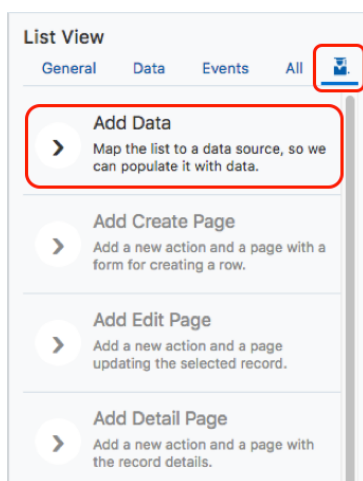 List View
General Data Events All
Add Data
Map the list to a data source, so we
can populate it with data.
Add Create Page
Add a new action and a page with a
form for creating a row.
Add Edit Page
Add a new action and a page
updating the selected record.
Add Detail Page
Add a new action and a page with
the record details.